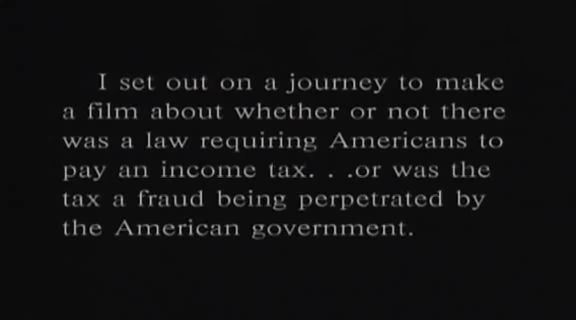 I set out on a journey to make
a film about whether or not there
was a law requiring Americans to
pay an income tax. . .or was the
tax a fraud being perpetrated by
the American government.